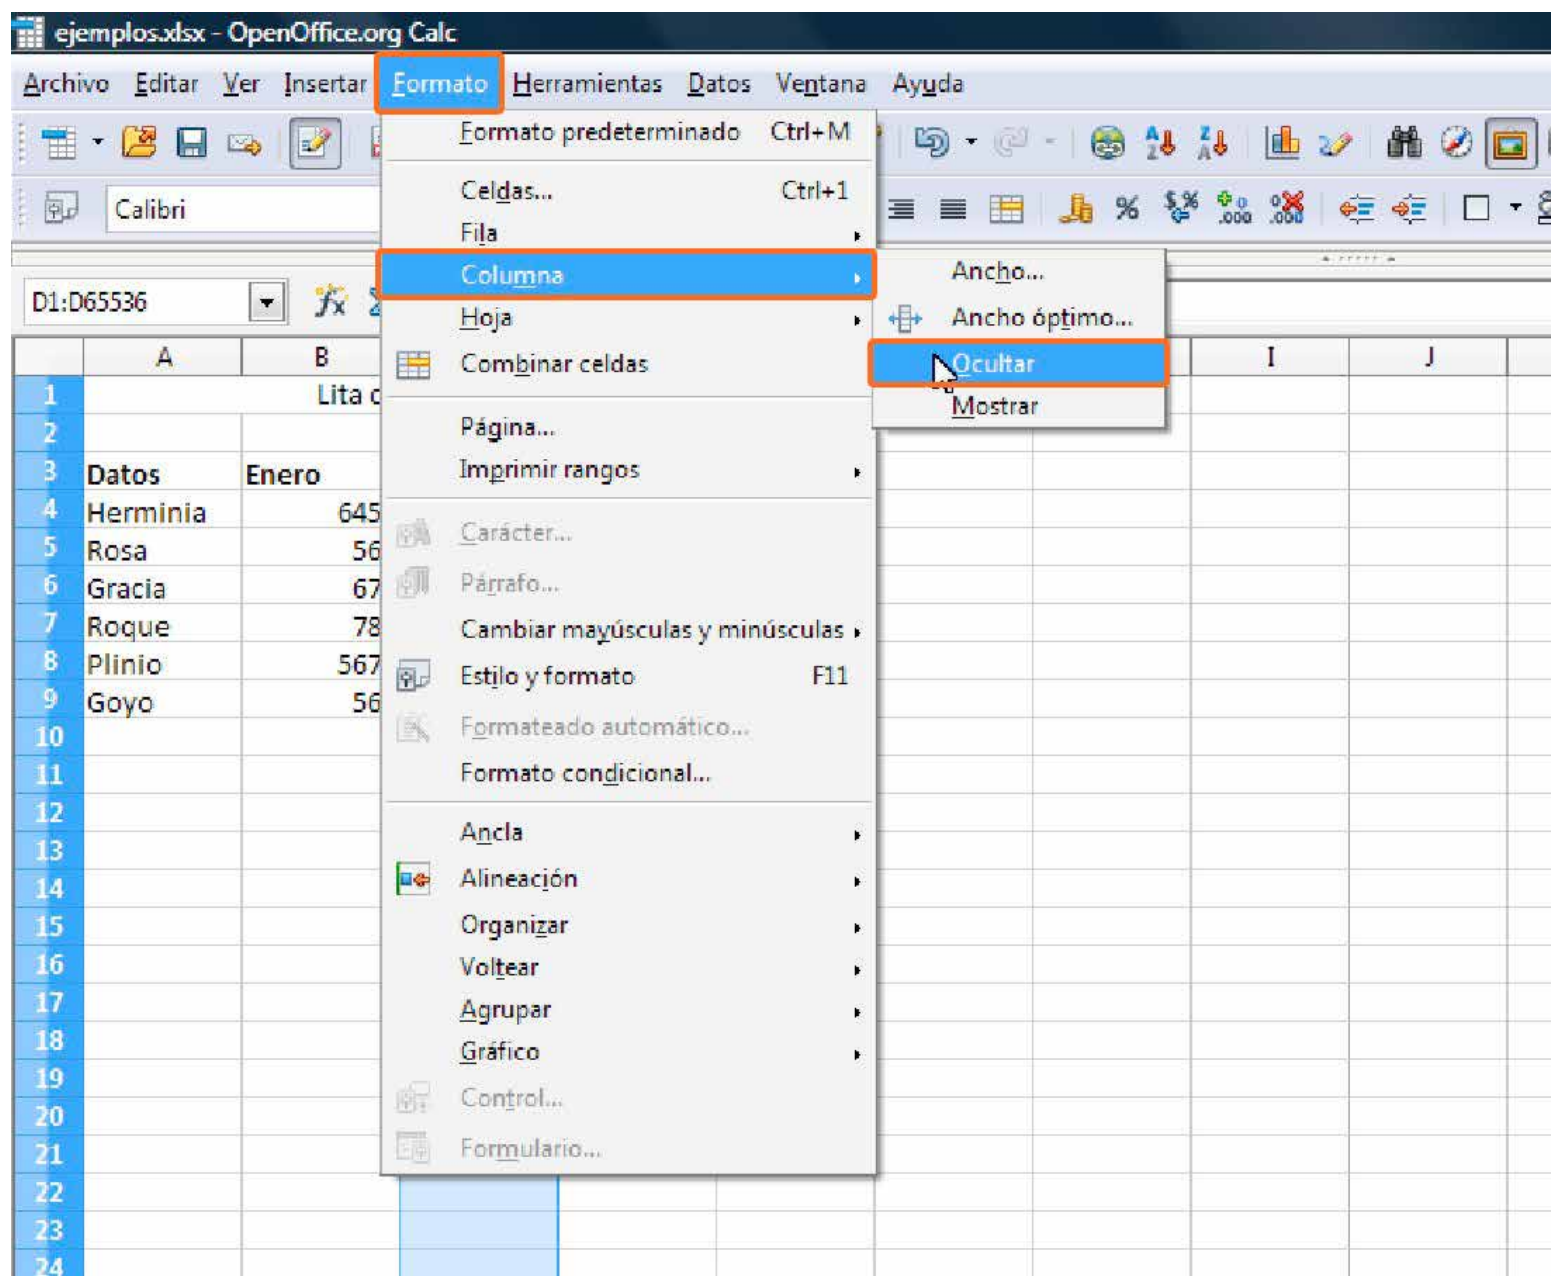 ejemplos.xlsx - OpenOffice.org Calc
Archivo Editar Ver Insertar Formato Herramientas Datos Ventana Ayuda
Calibri
D1:D65536
Formato predeterminado Ctrl+M
Celdas... Ctrl+1
Fila
Columna
Hoja
Combinar celdas
Página...
Imprimir rangos
Carácter...
Párrafo...
Cambiar mayúsculas y minúsculas
Estilo y formato F11
Formateado automático...
Formato condicional...
Ancla
Alineación
Organizar
Voltear
Agrupar
Gráfico
Control...
Formulario...
Ancho...
Ancho óptimo...
Ocultar
Mostrar
A B I J
1 Lita
2
3 Datos Enero
4 Herminia 645
5 Rosa 56
6 Gracia 67
7 Roque 78
8 Plinio 567
9 Goyo 56
10
11
12
13
14
15
16
17
18
19
20
21
22
23
24